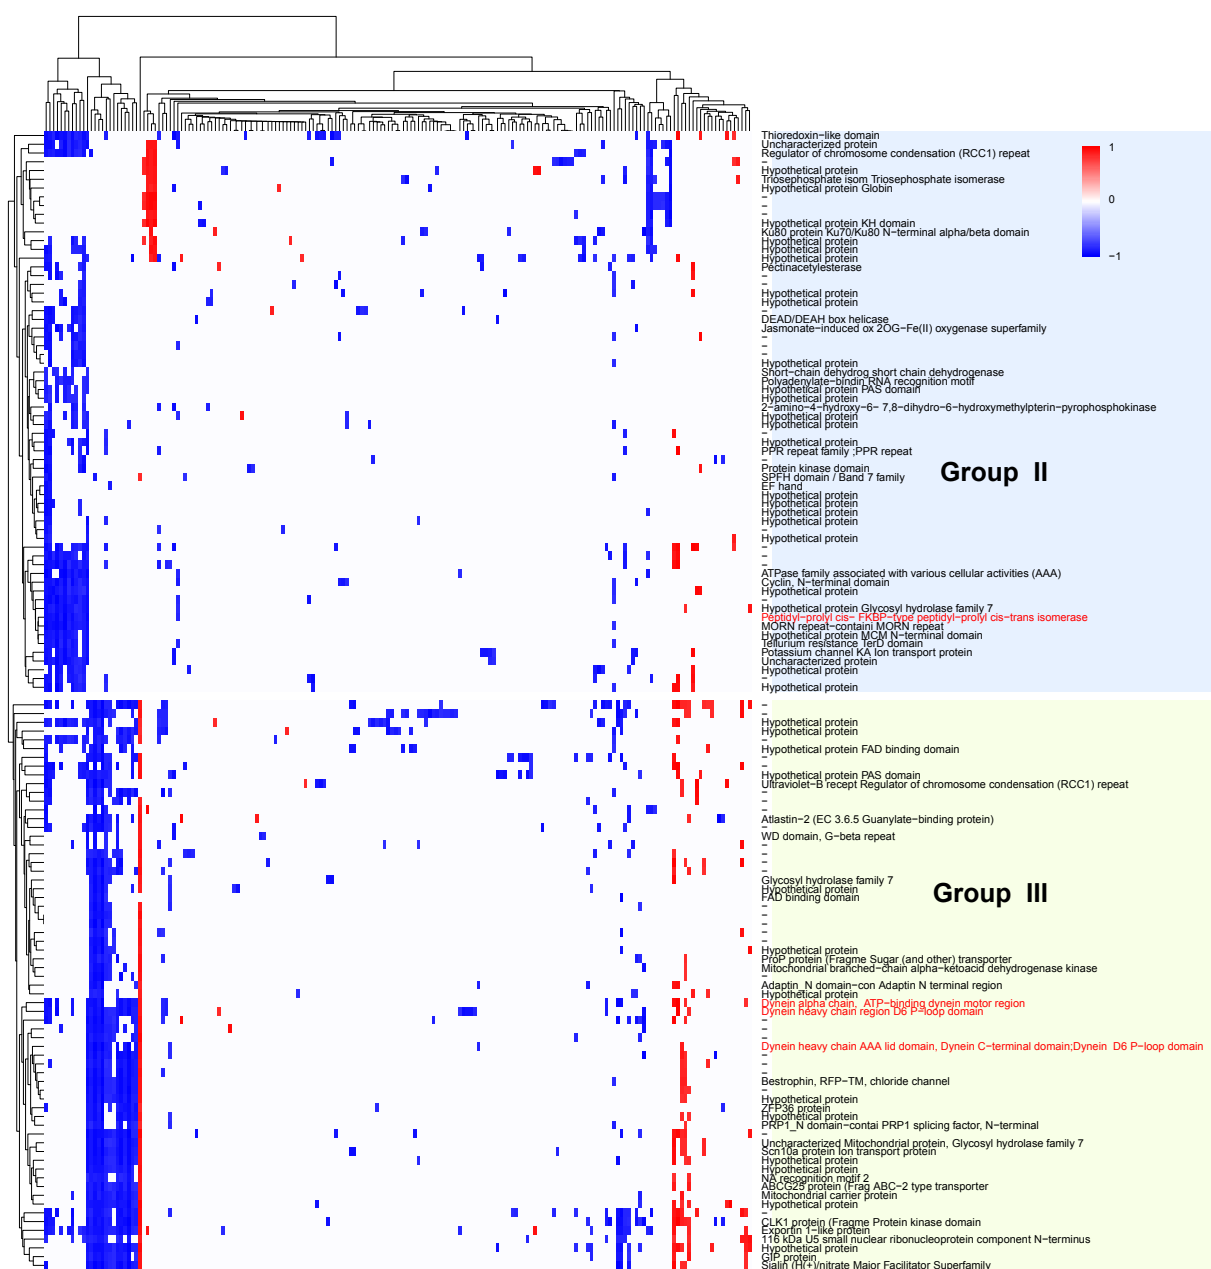 Thioredoxin−like domain
Uncharacterized protein
Regulator of chromosome condensation (RCC1) repeat
−
Hypothetical protein
Triosephosphate isom Triosephosphate isomerase
Hypothetical protein Globin
−
−
−
Hypothetical protein KH domain
Ku80 protein Ku70/Ku80 N−terminal alpha/beta domain
Hypothetical protein
Hypothetical protein
Hypothetical protein
Pectinacetylesterase
−
−
Hypothetical protein
Hypothetical protein
−
DEAD/DEAH box helicase
Jasmonate−induced ox 2OG−Fe(II) oxygenase superfamily
−
−
−
Hypothetical protein
Short−chain dehydrog short chain dehydrogenase
Polyadenylate−bindin RNA recognition motif
Hypothetical protein PAS domain
Hypothetical protein
2−amino−4−hydroxy−6− 7,8−dihydro−6−hydroxymethylpterin−pyrophosphokinase
Hypothetical protein
Hypothetical protein
−
Hypothetical protein
PPR repeat family ;PPR repeat
−
Protein kinase domain
SPFH domain / Band 7 family
EF hand
Hypothetical protein
Hypothetical protein
Hypothetical protein
Hypothetical protein
−
Hypothetical protein
−
−
−
ATPase family associated with various cellular activities (AAA)
Cyclin, N−terminal domain
Hypothetical protein
−
Hypothetical protein Glycosyl hydrolase family 7
Peptidyl−prolyl cis− FKBP−type peptidyl−prolyl cis−trans isomerase
MORN repeat−containi MORN repeat
Hypothetical protein MCM N−terminal domain
Tellurium resistance TerD domain
Potassium channel KA Ion transport protein
Uncharacterized protein
Hypothetical protein
−
Hypothetical protein
1
0
−1
Group II
−
−
Hypothetical protein
Hypothetical protein
−
Hypothetical protein FAD binding domain
−
−
Hypothetical protein PAS domain
Ultraviolet−B recept Regulator of chromosome condensation (RCC1) repeat
−
−
−
Atlastin−2 (EC 3.6.5 Guanylate−binding protein)
−
WD domain, G−beta repeat
−
−
−
−
Glycosyl hydrolase family 7
Hypothetical protein
FAD binding domain
−
−
−
−
−
Hypothetical protein
ProP protein (Fragme Sugar (and other) transporter
Mitochondrial branched−chain alpha−ketoacid dehydrogenase kinase
−
Adaptin_N domain−con Adaptin N terminal region
Hypothetical protein
Dynein alpha chain, ATP−binding dynein motor region
Dynein heavy chain region D6 P−loop domain
−
−
−
Dynein heavy chain AAA lid domain, Dynein C−terminal domain;Dynein D6 P−loop domain
−
−
−
Bestrophin, RFP−TM, chloride channel
−
Hypothetical protein
ZFP36 protein
Hypothetical protein
PRP1_N domain−contai PRP1 splicing factor, N−terminal
−
Uncharacterized Mitochondrial protein, Glycosyl hydrolase family 7
Scn10a protein Ion transport protein
Hypothetical protein
Hypothetical protein
NA recognition motif 2
ABCG25 protein (Frag ABC−2 type transporter
Mitochondrial carrier protein
Hypothetical protein
−
CLK1 protein (Fragme Protein kinase domain
Exportin 1−like protein
116 kDa U5 small nuclear ribonucleoprotein component N−terminus
Hypothetical protein
GIP protein
Sialin (H(+)/nitrate Major Facilitator Superfamily
Group III